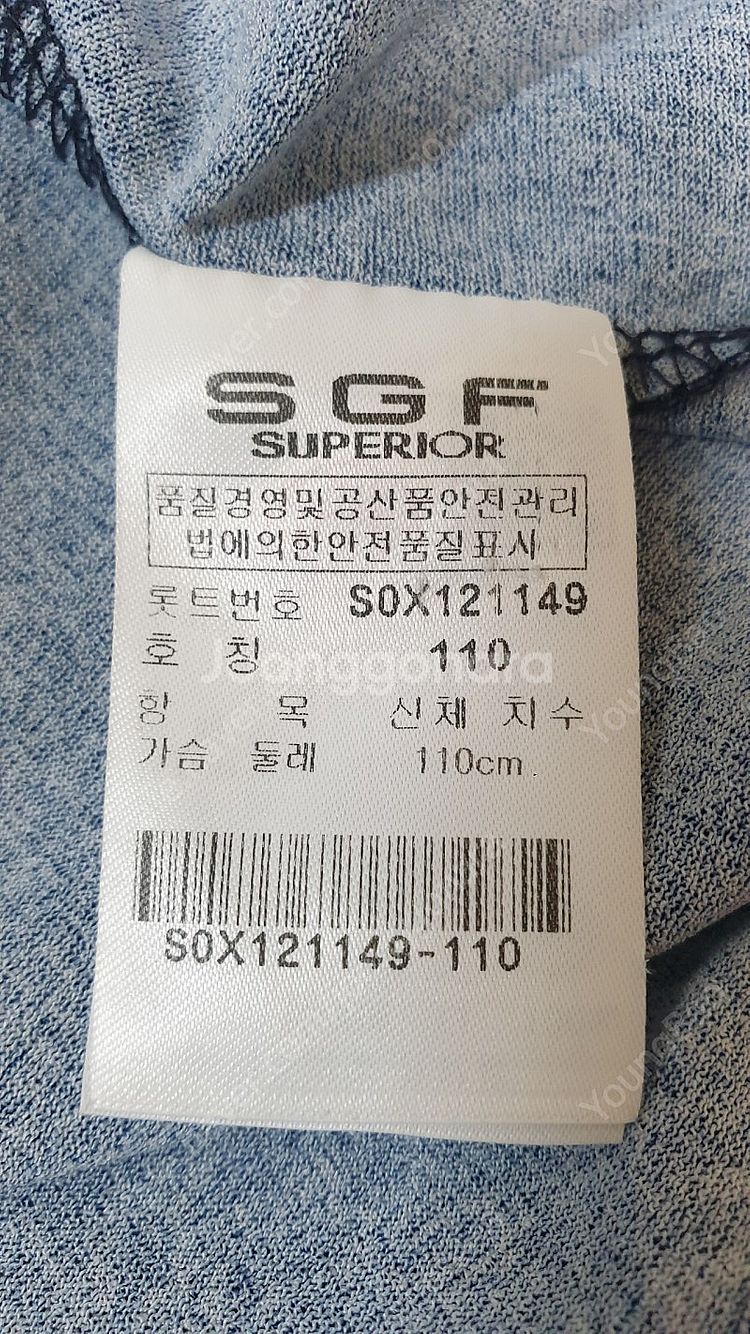 SGF
SUPERIOR
품질경영및공산품안전관리
법에의한안전품질표시
롯트번호 S0X121149
호 칭 110
Joonggonara
항 목 신체 치수
가슴 둘레 110cm.
S0X121149-110